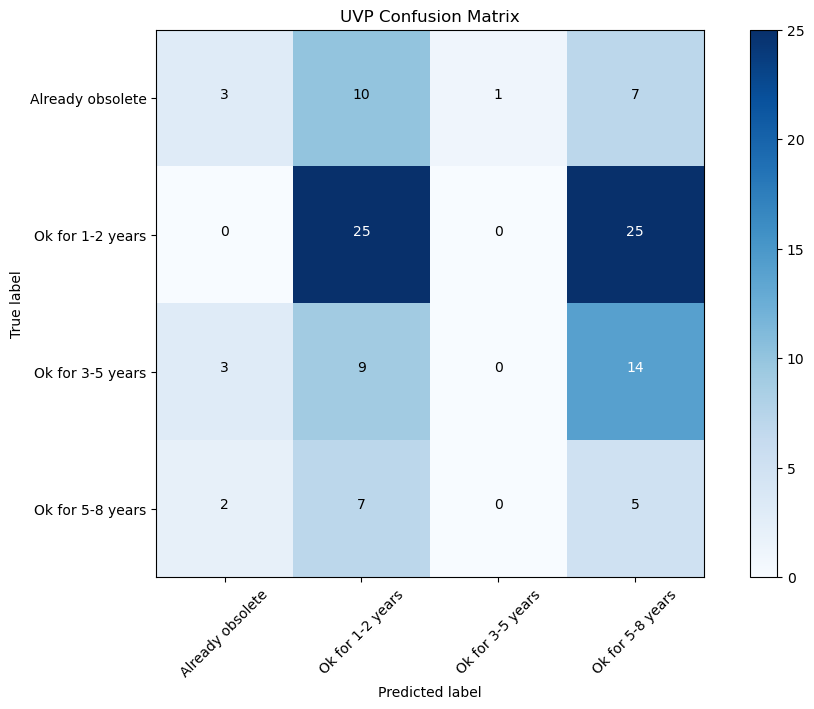 UVP Confusion Matrix
True label
Already obsolete 3 10 1 7
Ok for 1-2 years 0 25 0 25
Ok for 3-5 years 3 9 0 14
Ok for 5-8 years 2 7 0 5
Already obsolete
Ok for 1-2 years
Ok for 3-5 years
Ok for 5-8 years
Predicted label
25
20
15
10
5
0